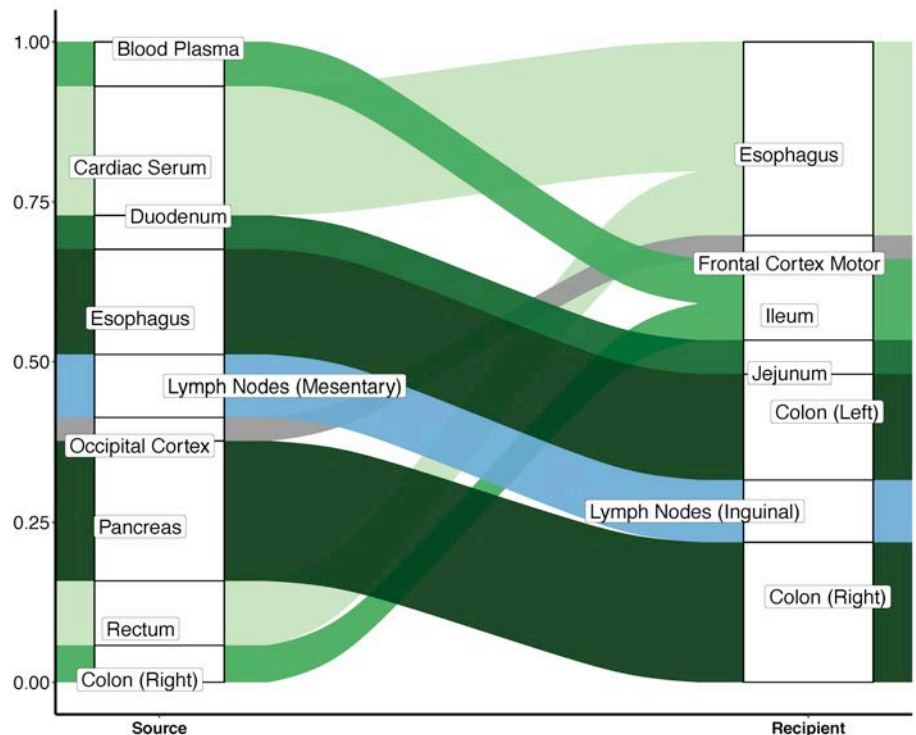 1.00
0.75
0.50
0.25
0.00
Blood Plasma
Cardiac Serum
Duodenum
Esophagus
Lymph Nodes (Mesentary)
Occipital Cortex
Pancreas
Rectum
Colon (Right)
Esophagus
Frontal Cortex Motor
Ileum
Jejunum
Colon (Left)
Lymph Nodes (Inguinal)
Colon (Right)
Source
Recipient